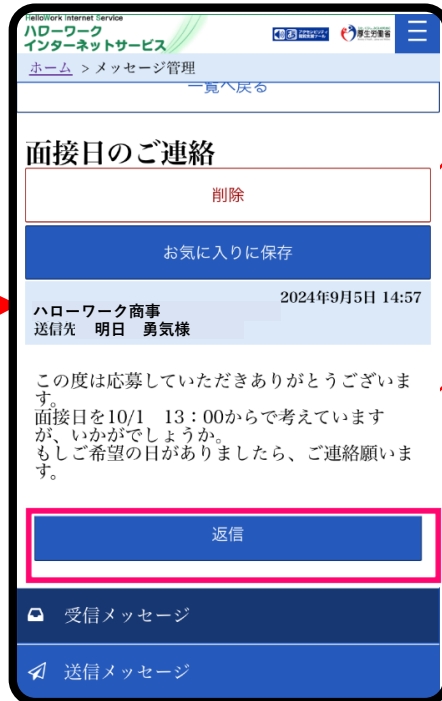 HelloWork Internet Service
ハローワーク
インターネットサービス
厚生労働省
ホーム ＞メッセージ管理
一覧へ戻る
面接日のご連絡
削除
お気に入りに保存
2024年9月5日 14:57
ハローワーク商事
送信先　明日　勇気様
この度は応募していただきありがとうございま
す。
面接日を10/1　13：00からで考えています
が、いかがでしょうか。
もしご希望の日がありましたら、ご連絡願いま
す。
返信
受信メッセージ
送信メッセージ